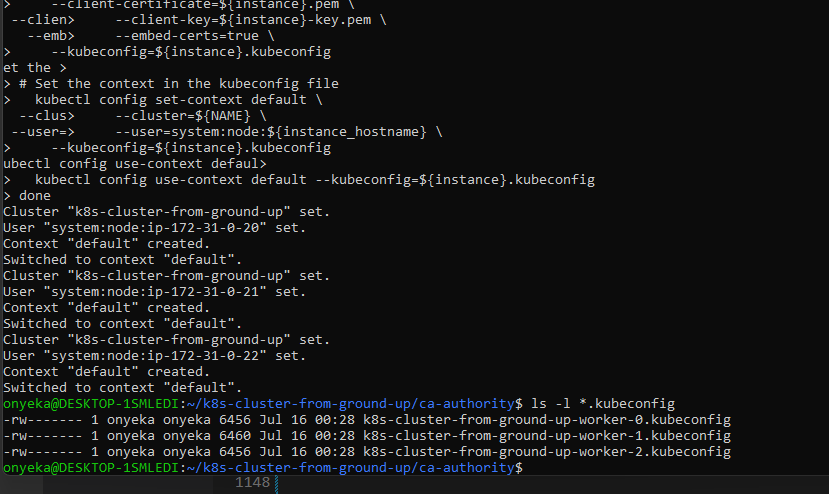 >     --client-certificate=${instance}.pem \
 --clien>     --client-key=${instance}-key.pem \
   --emb>     --embed-certs=true \
>     --kubeconfig=${instance}.kubeconfig
et the >
> # Set the context in the kubeconfig file
>   kubectl config set-context default \
  --clus>     --cluster=${NAME} \
 --user=>     --user=system:node:${instance_hostname} \
>     --kubeconfig=${instance}.kubeconfig
ubectl config use-context defaul>
>   kubectl config use-context default --kubeconfig=${instance}.kubeconfig
> done
Cluster "k8s-cluster-from-ground-up" set.
User "system:node:ip-172-31-0-20" set.
Context "default" created.
Switched to context "default".
Cluster "k8s-cluster-from-ground-up" set.
User "system:node:ip-172-31-0-21" set.
Context "default" created.
Switched to context "default".
Cluster "k8s-cluster-from-ground-up" set.
User "system:node:ip-172-31-0-22" set.
Context "default" created.
Switched to context "default".
onyeka@DESKTOP-1SMLEDI:~/k8s-cluster-from-ground-up/ca-authority$ ls -l *.kubeconfig
-rw------- 1 onyeka onyeka 6456 Jul 16 00:28 k8s-cluster-from-ground-up-worker-0.kubeconfig
-rw------- 1 onyeka onyeka 6460 Jul 16 00:28 k8s-cluster-from-ground-up-worker-1.kubeconfig
-rw------- 1 onyeka onyeka 6456 Jul 16 00:28 k8s-cluster-from-ground-up-worker-2.kubeconfig
onyeka@DESKTOP-1SMLEDI:~/k8s-cluster-from-ground-up/ca-authority$
1148